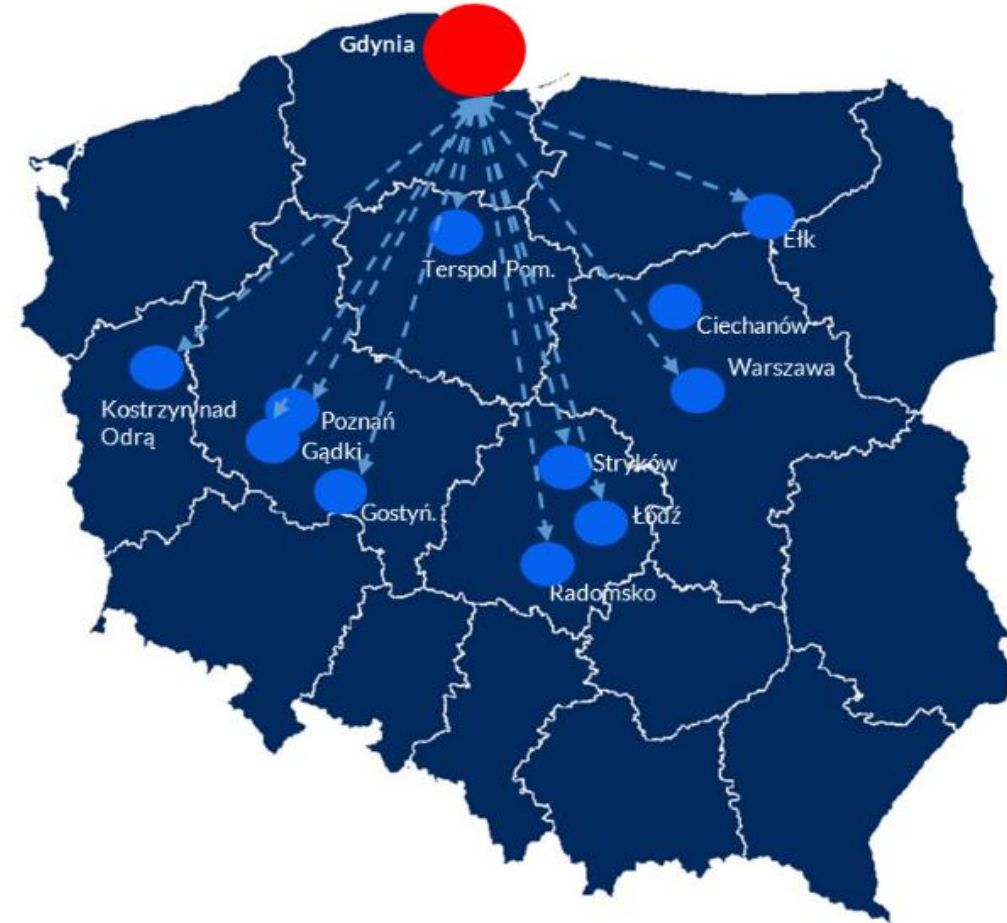 Gdynia
Ełk
Terspol Pom.
Ciechanów
Warszawa
Kostrzyn nad
Odrą
Poznań
Gądki
Stryków
Gostyń.
Łódź
Radomsko